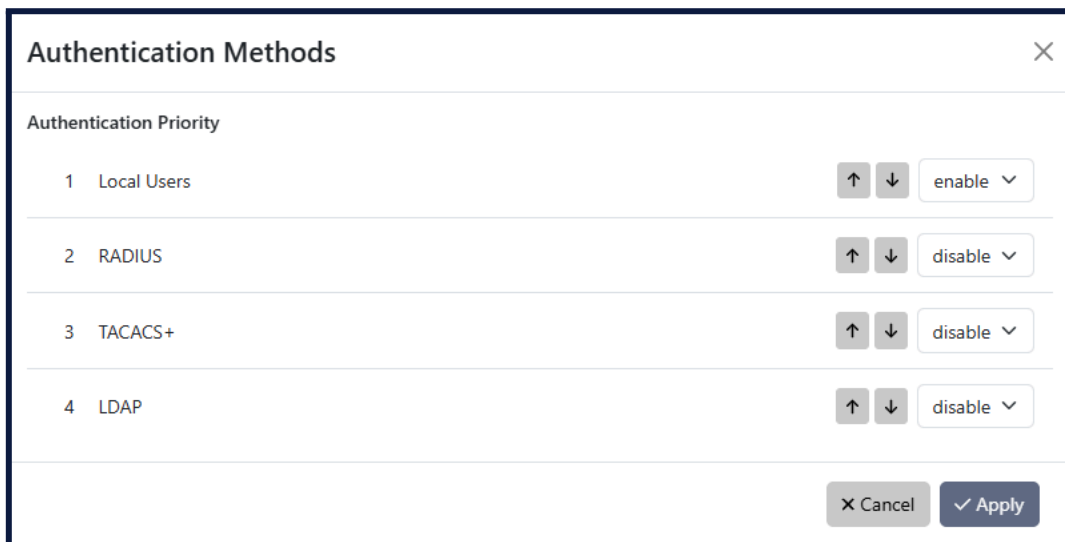 Authentication Methods
Authentication Priority
1 Local Users enable
2 RADIUS disable
3 TACACS+ disable
4 LDAP disable
Cancel Apply